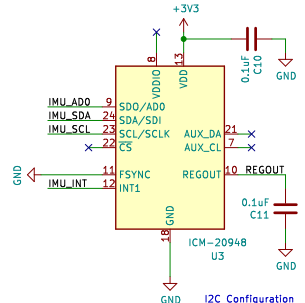 +3V3
0.1uF
C10
GND
8
VDDIO
13
VDD
IMU_AD0
9
SDO/AD0
IMU_SDA
24
SDA/SDI
IMU_SCL
23
SCL/SCLK
22
CS
AUX_DA
21
AUX_CL
7
GND
11
FSYNC
REGOUT
10
REGOUT
IMU_INT
12
INT1
GND
18
0.1uF
C11
ICM-20948
U3
GND
GND
I2C Configuration